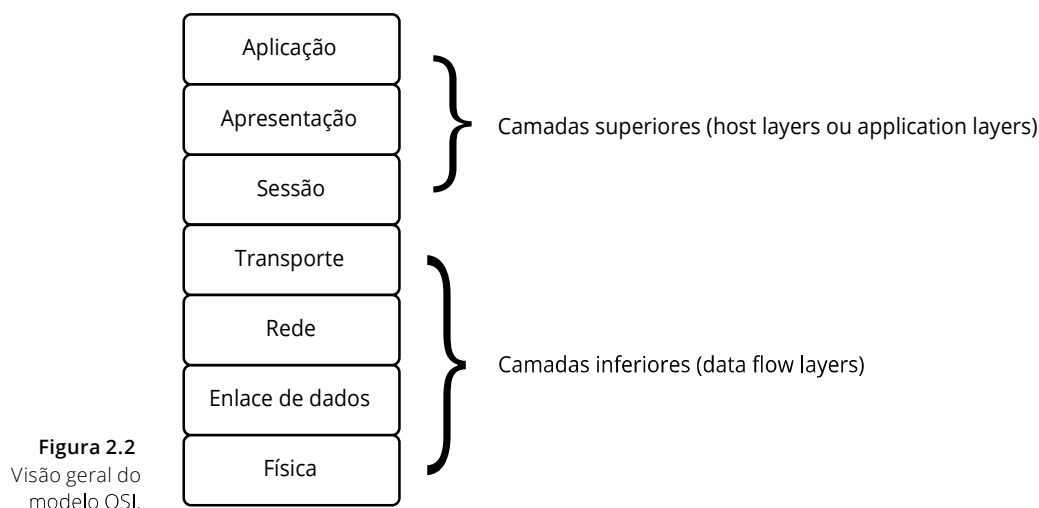 Aplicação
Apresentação
Camadas superiores (host layers ou application layers)
Sessão
Transporte
Rede
Camadas inferiores (data flow layers)
Enlace de dados
Física
Figura 2.2
Visão geral do
modelo OSI.